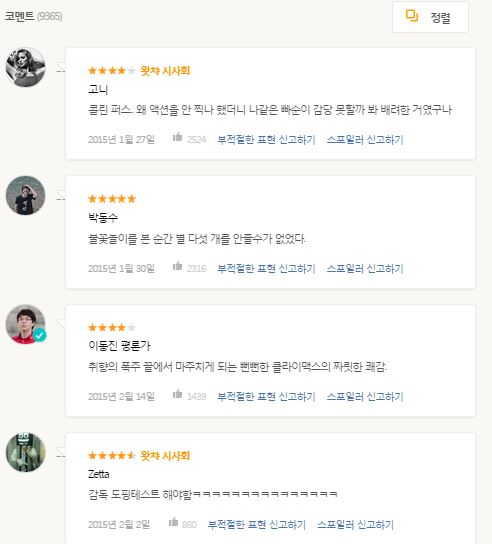 코멘트 (9365)
정렬
왓챠 시사회
고니
콜린 퍼스. 왜 액션을 안 찍나 했더니 나같은 빠순이 감당 못할까 봐 배려한 거였구나
2015년 1월 27일 2524 부적절한 표현 신고하기 스포일러 신고하기
박동수
불꽃놀이를 본 순간 별 다섯 개를 안줄수가 없었다.
2015년 1월 30일 2316 부적절한 표현 신고하기 스포일러 신고하기
이동진 평론가
취향의 폭주 끝에서 마주치게 되는 뻔뻔한 클라이맥스의 짜릿한 쾌감.
2015년 2월 14일 1439 부적절한 표현 신고하기 스포일러 신고하기
왓챠 시사회
Zetta
감독 도핑테스트 해야함ㅋㅋㅋㅋㅋㅋㅋㅋㅋㅋㅋㅋㅋㅋㅋ
2015년 2월 2일 860 부적절한 표현 신고하기 스포일러 신고하기